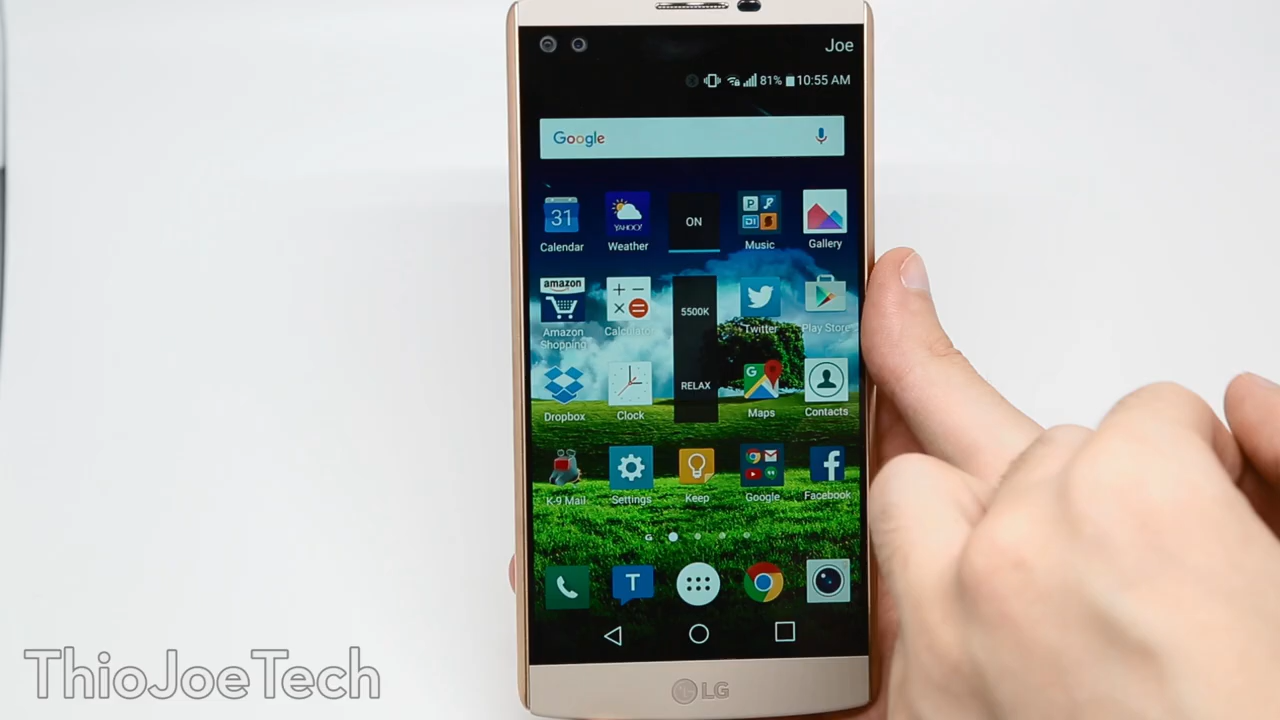 Joe
81% 10:55 AM
Google
31
YAHOO!
ON
P
Calendar Weather Music Gallery
amazon
5500K
Amazon
Shopping
Calculator Twitter Play Store
RELAX
G
Dropbox Clock Maps Contacts
K-9 Mail Settings Keep Google Facebook
G
T
LG
ThioJoeTech